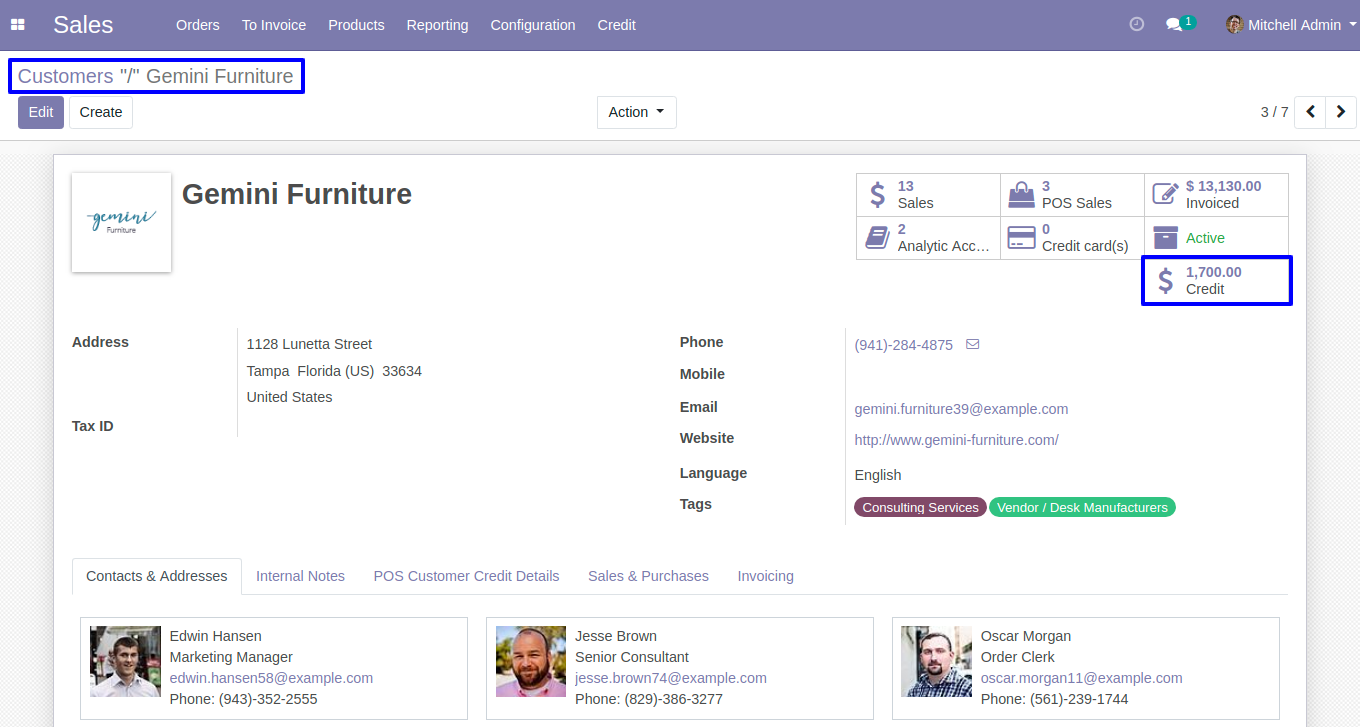 Sales Orders To Invoice Products Reporting Configuration Credit 1 Mitchell Admin
Customers "/" Gemini Furniture
Edit Create Action 3 / 7
gemini
Furniture
Gemini Furniture
13
Sales
3
POS Sales
$ 13,130.00
Invoiced
2
Analytic Acc…
0
Credit card(s)
Active
1,700.00
Credit
Address
1128 Lunetta Street
Tampa Florida (US) 33634
United States
Tax ID
Phone (941)-284-4875
Mobile
Email gemini.furniture39@example.com
Website http://www.gemini-furniture.com/
Language English
Tags Consulting Services Vendor / Desk Manufacturers
Contacts & Addresses Internal Notes POS Customer Credit Details Sales & Purchases Invoicing
Edwin Hansen
Marketing Manager
edwin.hansen58@example.com
Phone: (943)-352-2555
Jesse Brown
Senior Consultant
jesse.brown74@example.com
Phone: (829)-386-3277
Oscar Morgan
Order Clerk
oscar.morgan11@example.com
Phone: (561)-239-1744